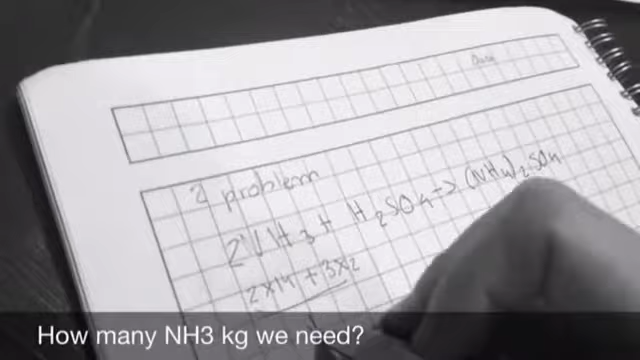 Date
2 problem
2NH3 + H2SO4 → (NH4)2SO4
2x14 + 3x2
How many NH3 kg we need?